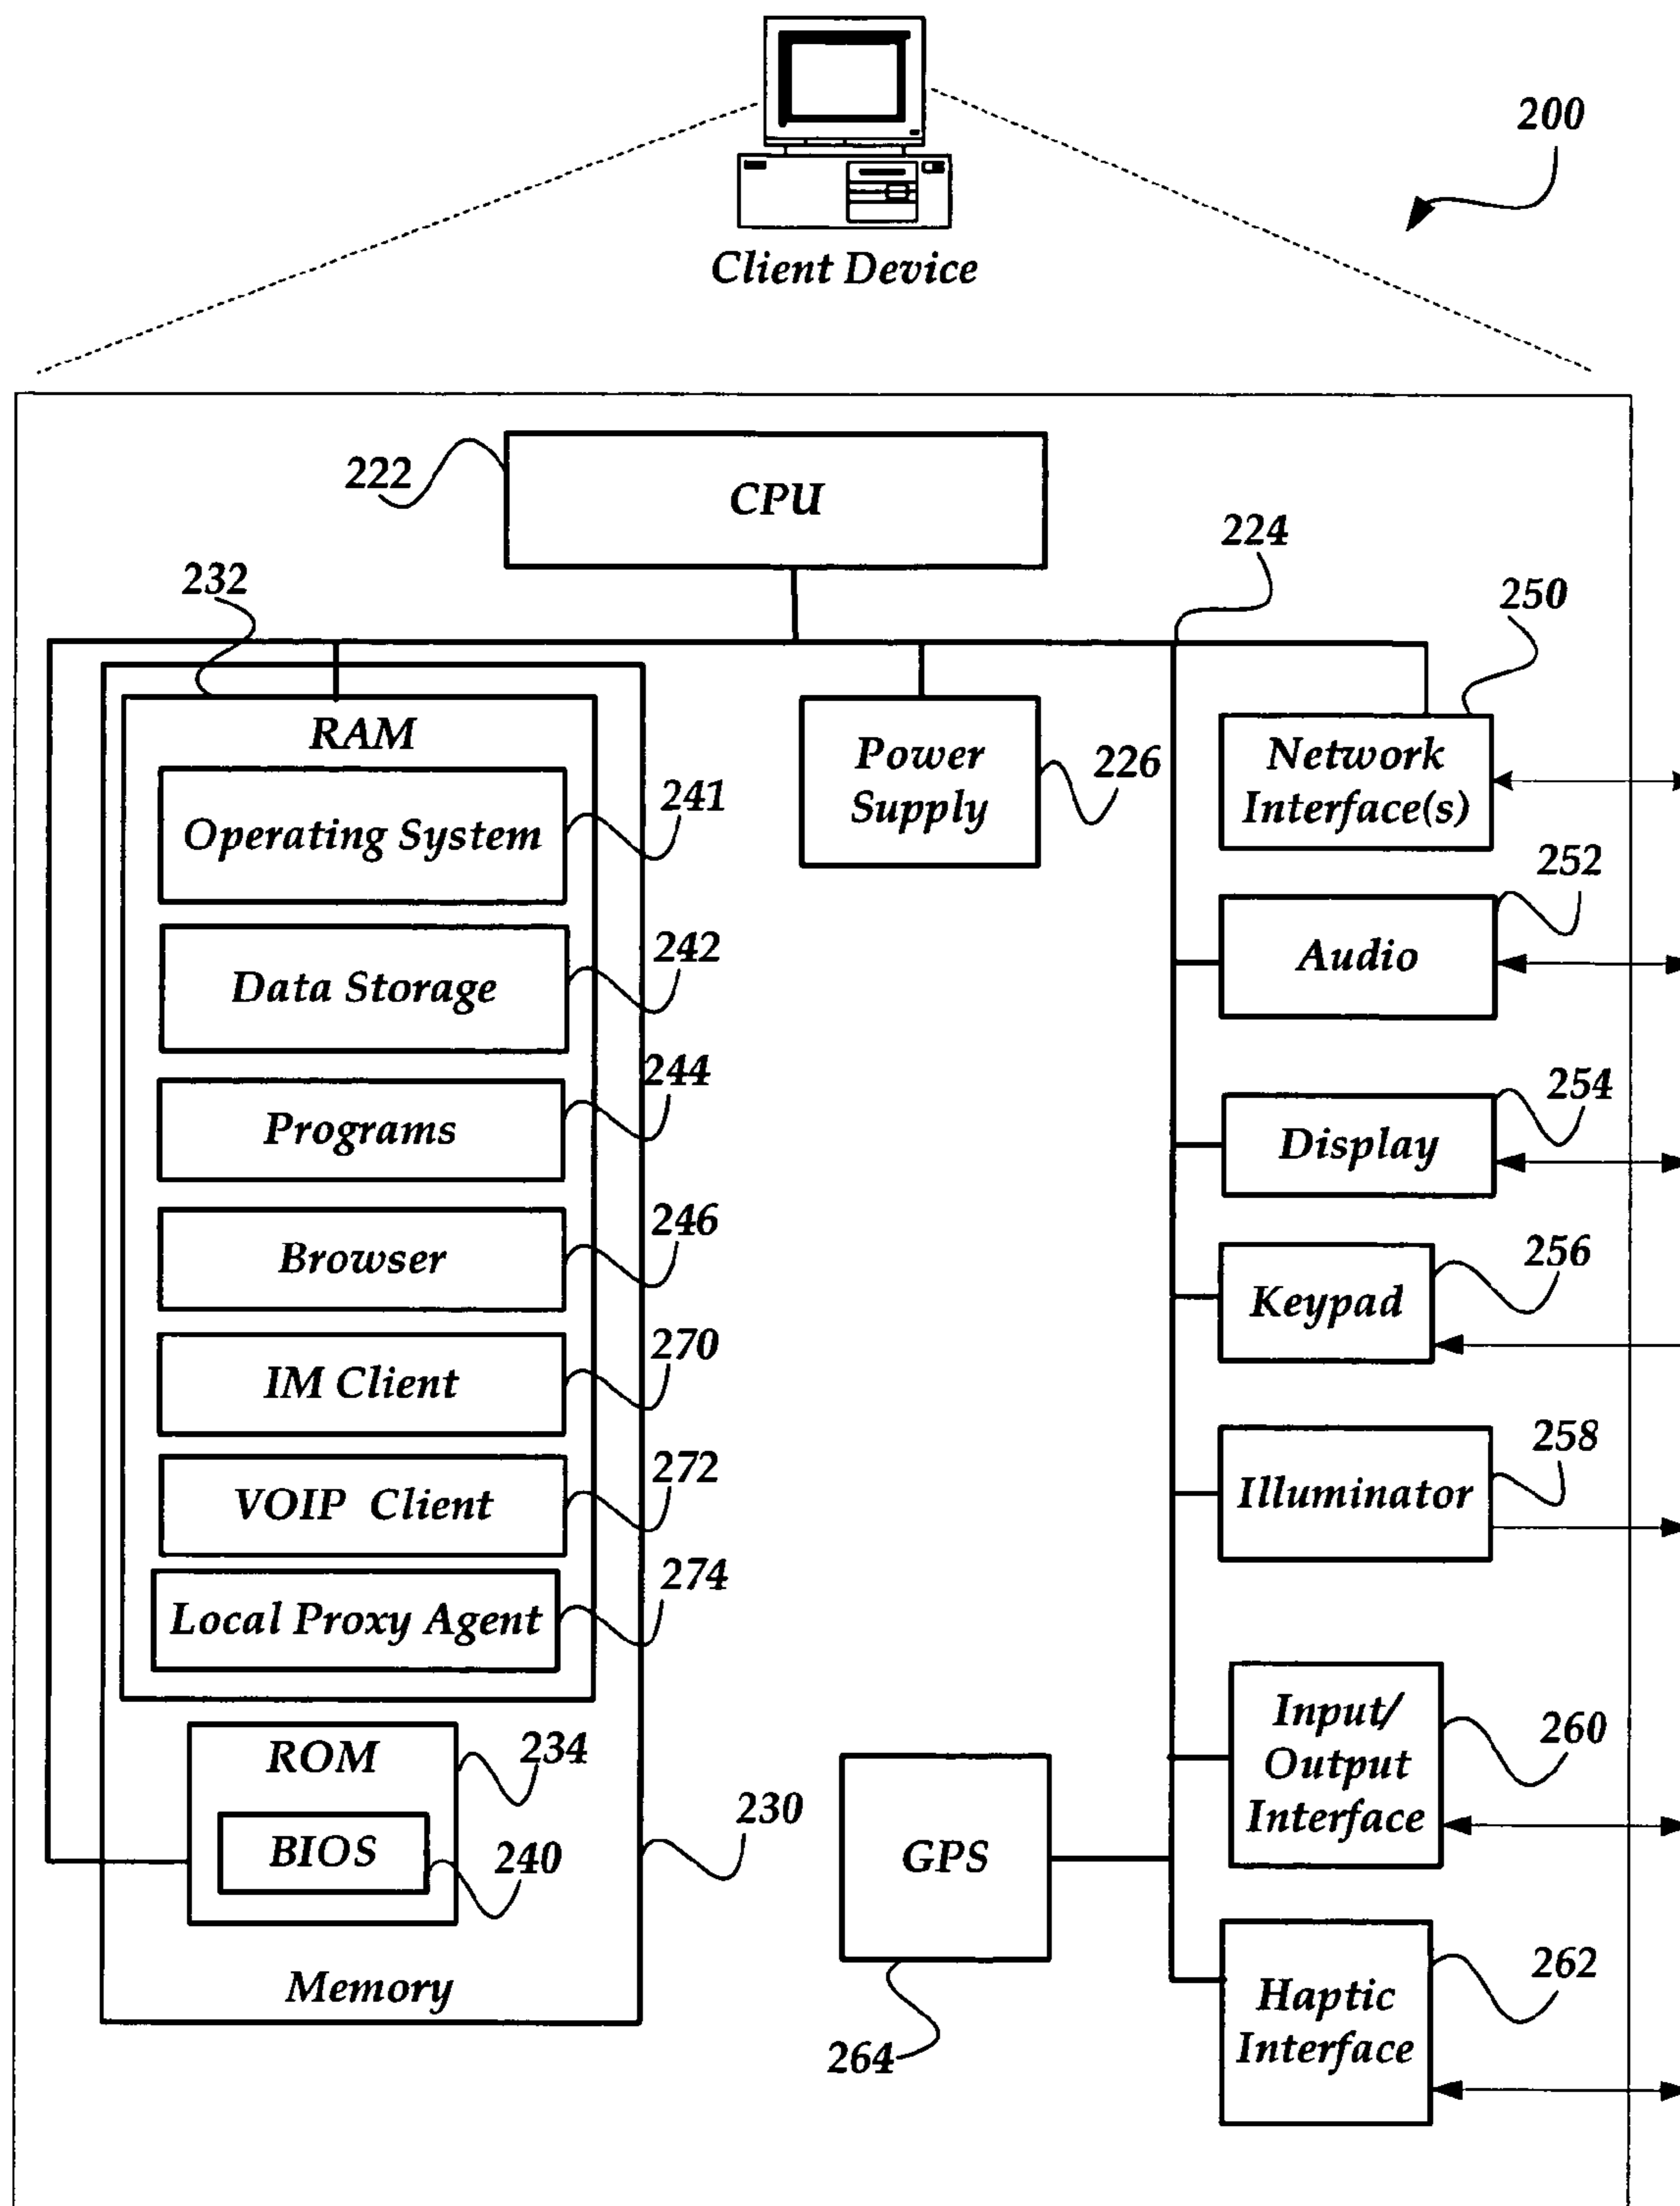 200
Client Device
222
CPU
224
232
250
RAM
Power
Supply
226
Network
Interface(s)
241
Operating System
252
Audio
242
Data Storage
244
Programs
254
Display
246
Browser
256
Keypad
270
IM Client
258
Illuminator
272
VOIP Client
274
Local Proxy Agent
Input/
Output
Interface
260
ROM
234
BIOS
240
230
GPS
264
Memory
Haptic
Interface
262